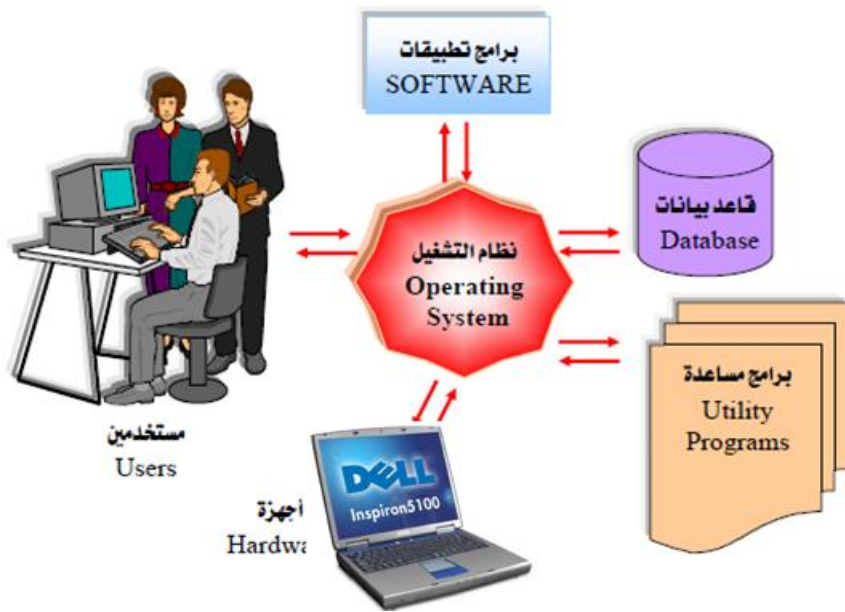 برامج تطبيقات
SOFTWARE
قاعد بيانات
Database
نظام التشغيل
Operating
System
برامج مساعدة
Utility
Programs
مستخدمين
Users
أجهزة
DELL
Inspiron5100